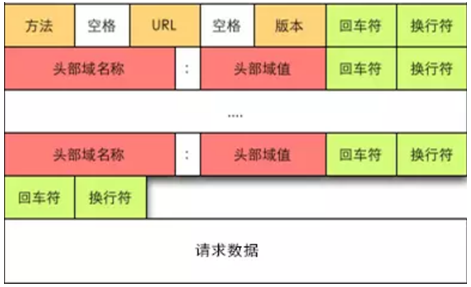 方法 空格 URL 空格 版本 回车符 换行符
头部域名称 : 头部域值 回车符 换行符
....
头部域名称 : 头部域值 回车符 换行符
回车符 换行符
请求数据